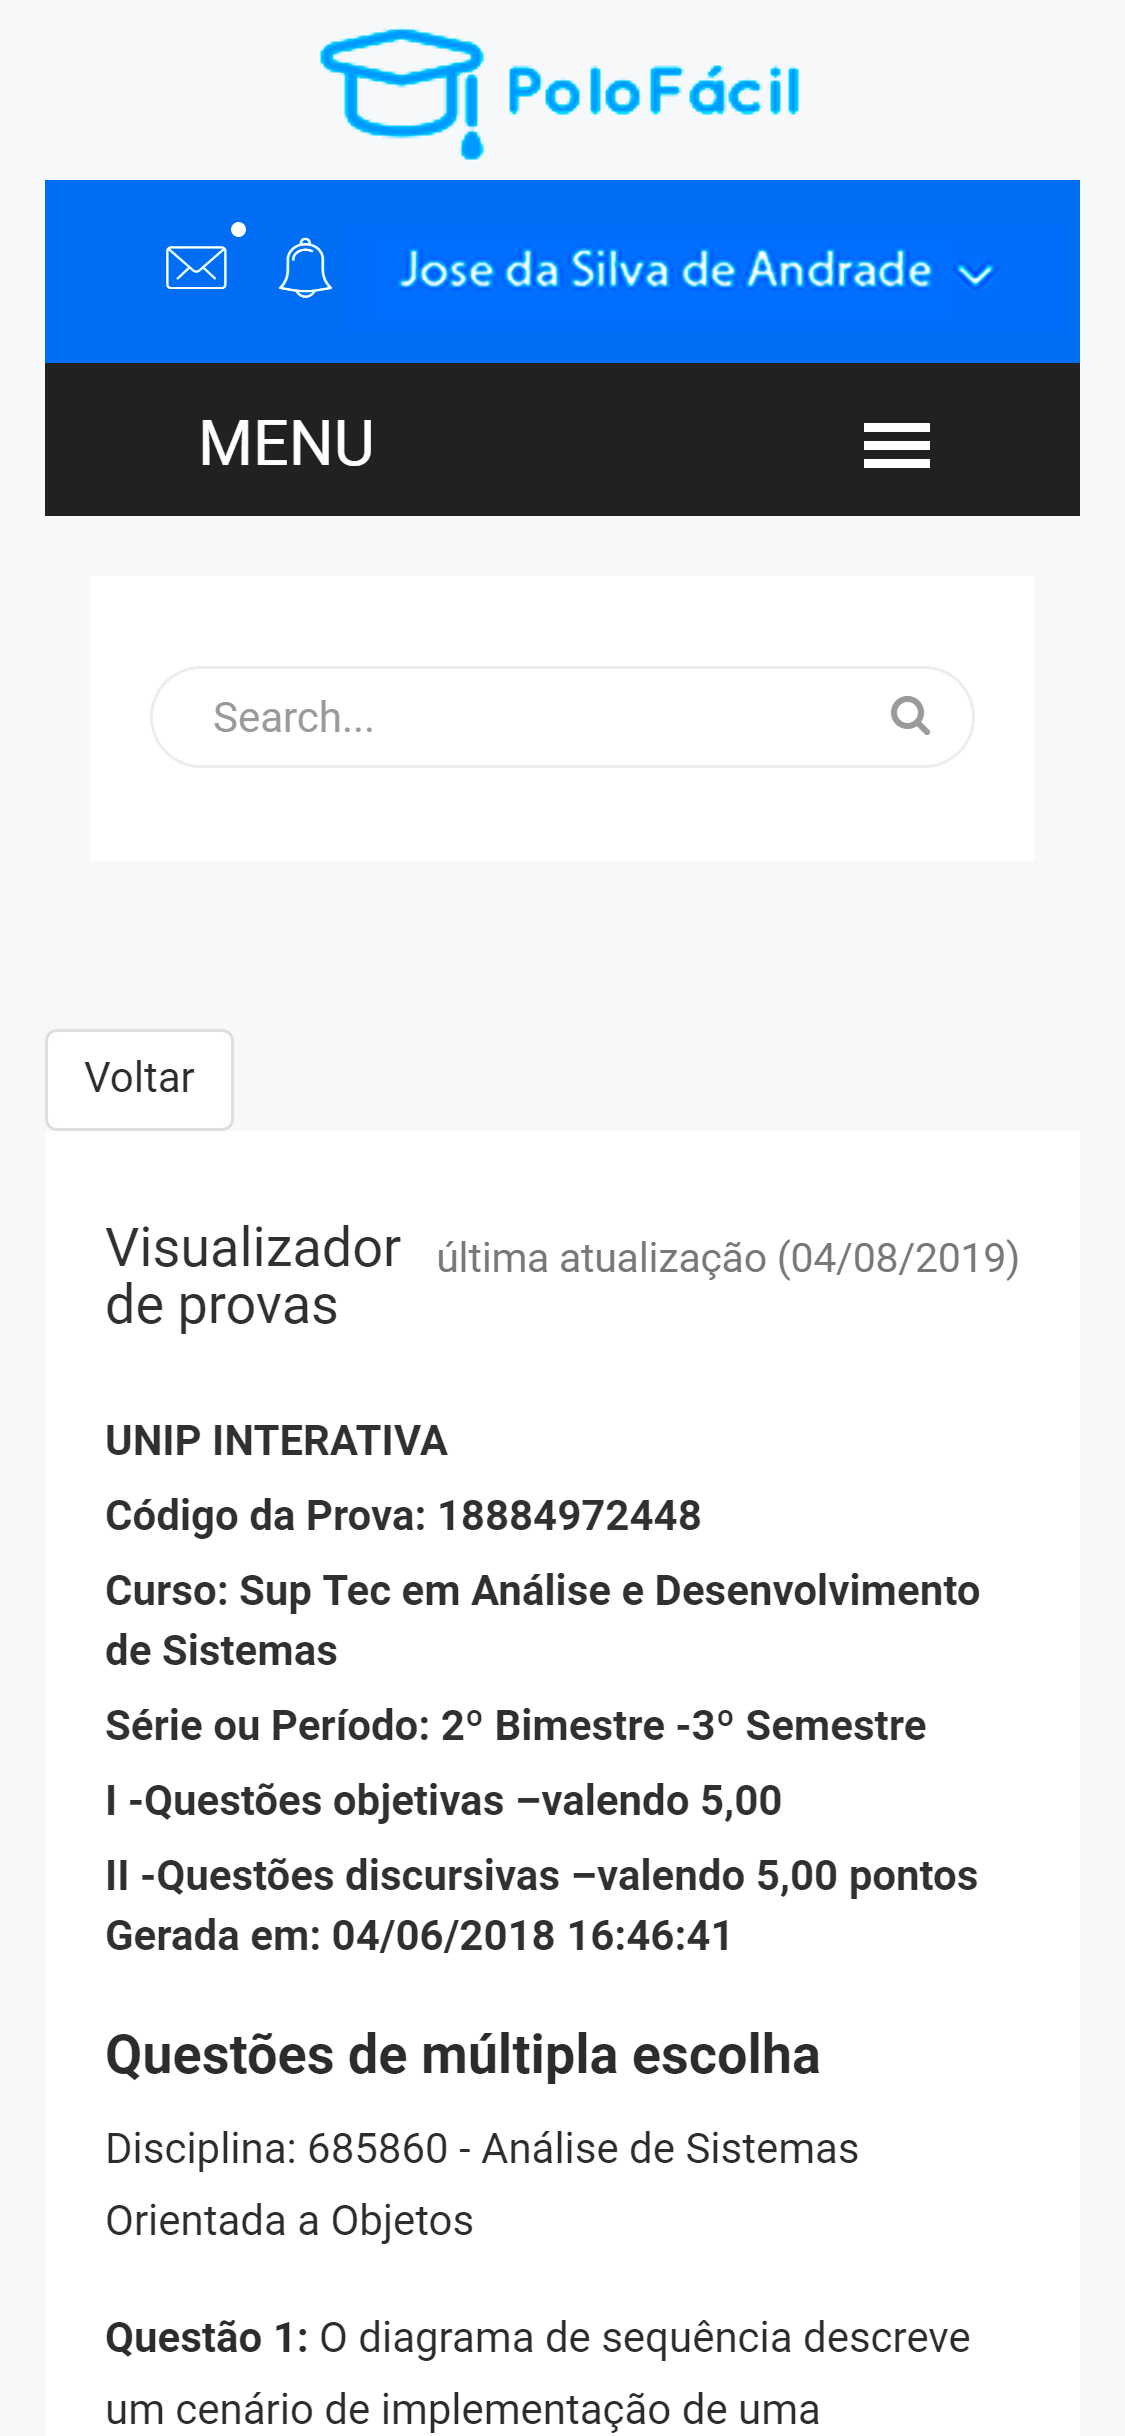 PoloFácil
Jose da Silva de Andrade
MENU
Search...
Voltar
Visualizador
de provas
última atualização (04/08/2019)
UNIP INTERATIVA
Código da Prova: 18884972448
Curso: Sup Tec em Análise e Desenvolvimento
de Sistemas
Série ou Período: 2º Bimestre -3º Semestre
I -Questões objetivas –valendo 5,00
II -Questões discursivas –valendo 5,00 pontos
Gerada em: 04/06/2018 16:46:41
Questões de múltipla escolha
Disciplina: 685860 - Análise de Sistemas
Orientada a Objetos
Questão 1: O diagrama de sequência descreve
um cenário de implementação de uma